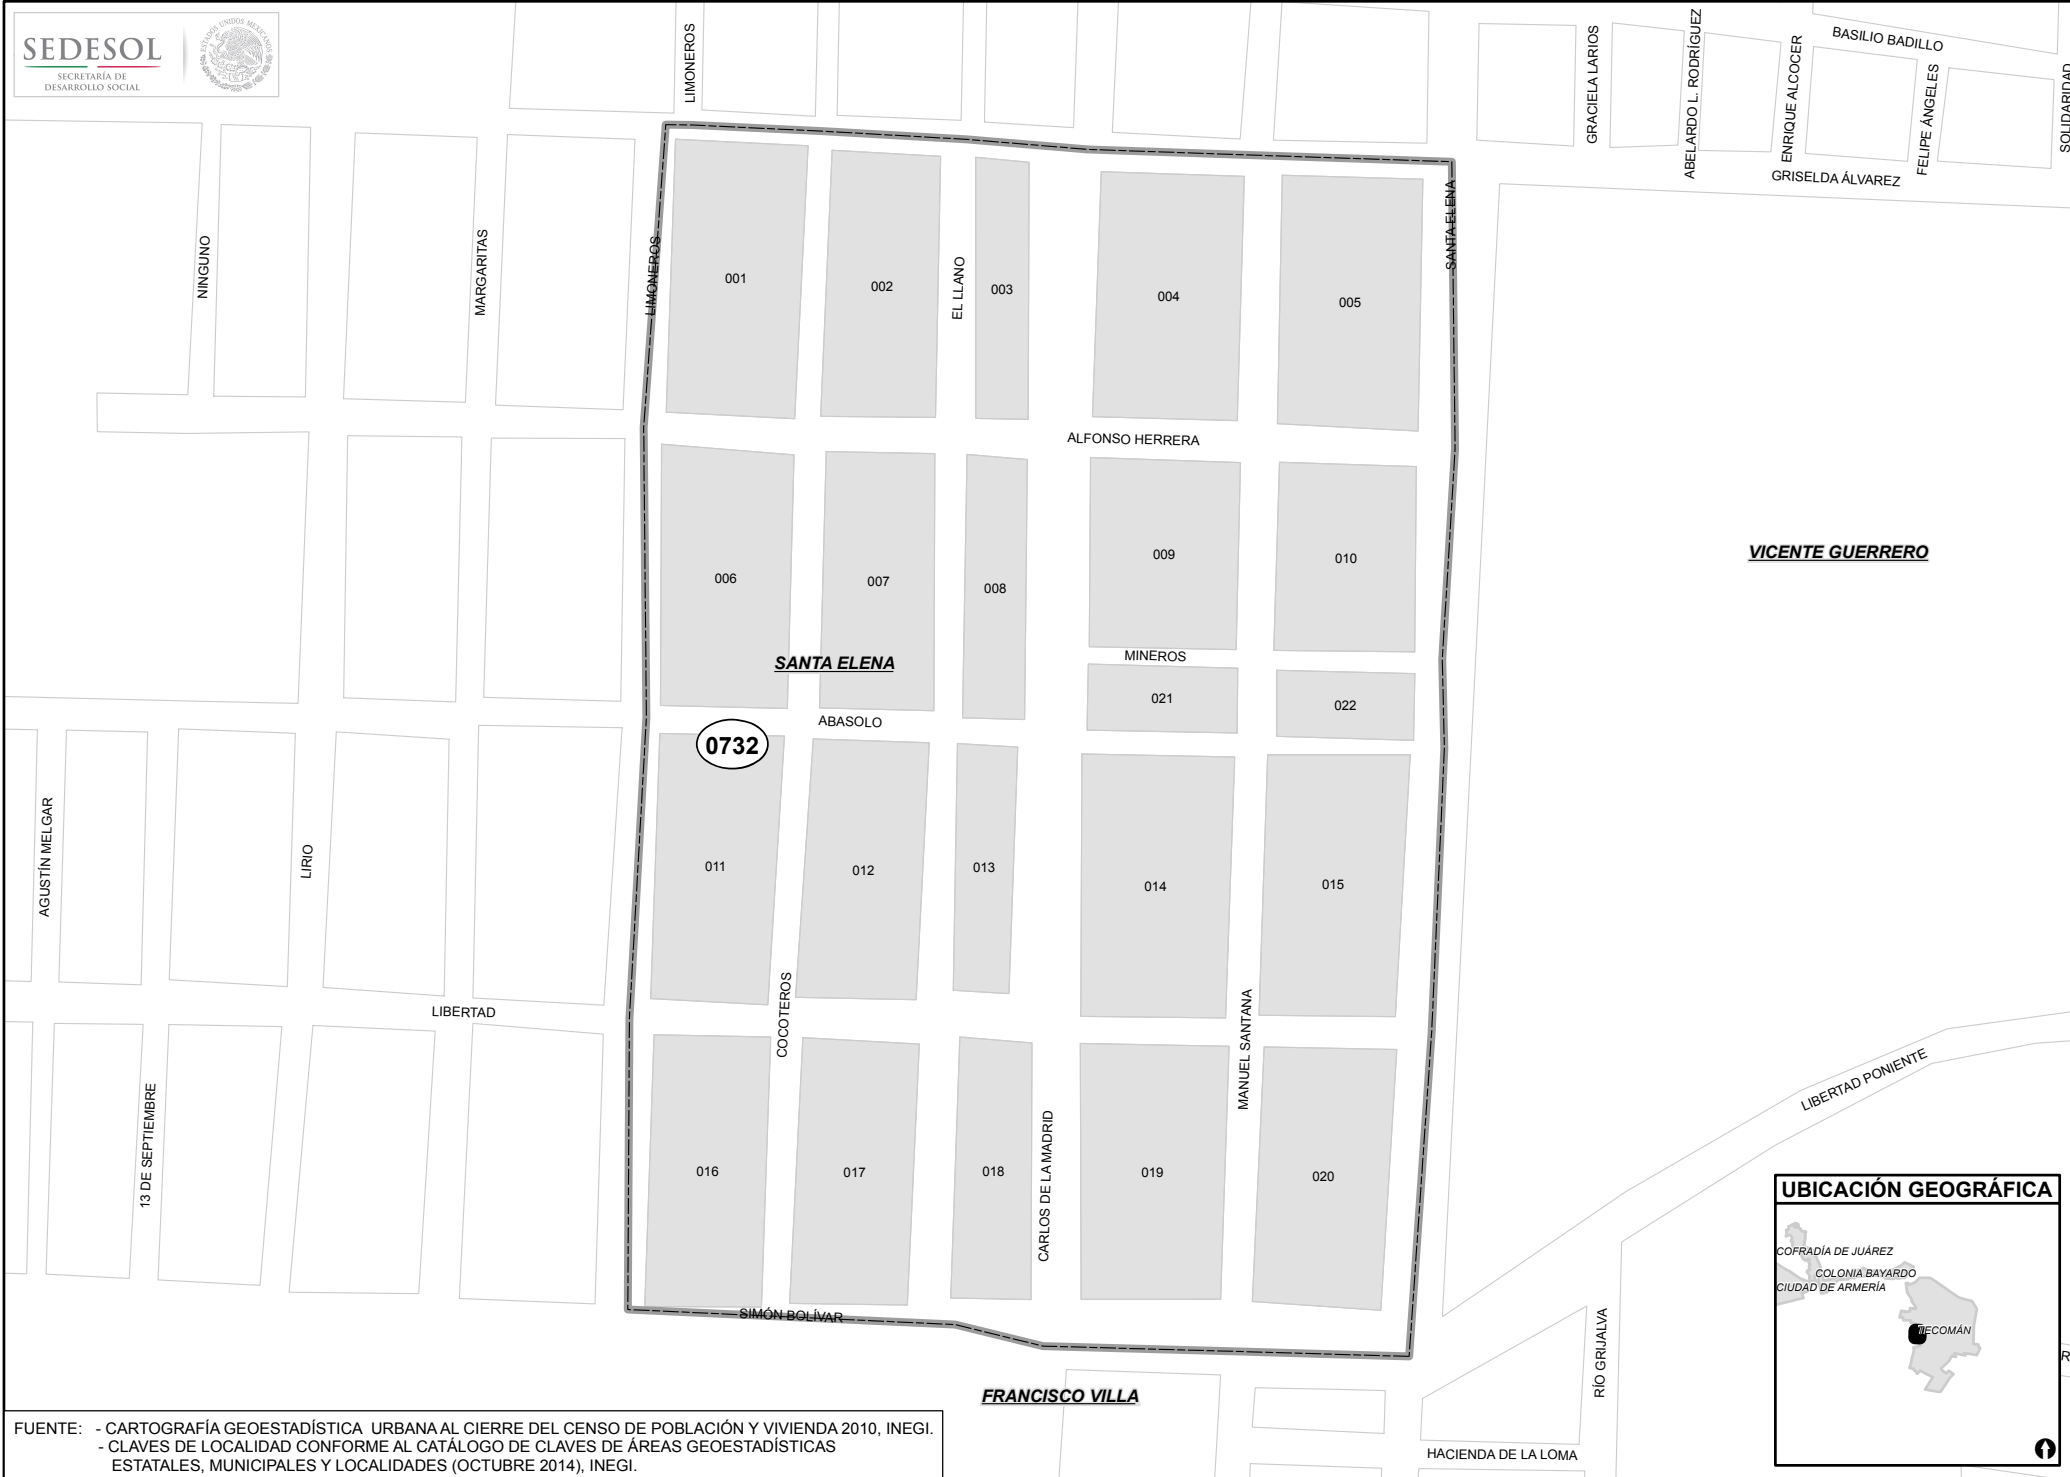 SEDESOL
SECRETARÍA DE
DESARROLLO SOCIAL
ESTADOS UNIDOS MEXICANOS
LIMONEROS
GRACIELA LARIOS
ABELARDO L. RODRÍGUEZ
ENRIQUE ALCOCER
BASILIO BADILLO
FELIPE ÁNGELES
SOLIDARIDAD
GRISELDA ÁLVAREZ
NINGUNO
MARGARITAS
LIMONEROS
SANTA ELENA
EL LLANO
001
002
003
004
005
ALFONSO HERRERA
VICENTE GUERRERO
006
007
008
009
010
MINEROS
SANTA ELENA
021
022
ABASOLO
0732
AGUSTÍN MELGAR
LIRIO
011
012
013
014
015
LIBERTAD
COCOTEROS
MANUEL SANTANA
LIBERTAD PONIENTE
13 DE SEPTIEMBRE
016
017
018
CARLOS DE LA MADRID
019
020
SIMÓN BOLÍVAR
RÍO GRIJALVA
FRANCISCO VILLA
HACIENDA DE LA LOMA
UBICACIÓN GEOGRÁFICA
COFRADÍA DE JUÁREZ
COLONIA BAYARDO
CIUDAD DE ARMERÍA
TECOMÁN
R
FUENTE: - CARTOGRAFÍA GEOESTADÍSTICA URBANA AL CIERRE DEL CENSO DE POBLACIÓN Y VIVIENDA 2010, INEGI.
- CLAVES DE LOCALIDAD CONFORME AL CATÁLOGO DE CLAVES DE ÁREAS GEOESTADÍSTICAS
ESTATALES, MUNICIPALES Y LOCALIDADES (OCTUBRE 2014), INEGI.